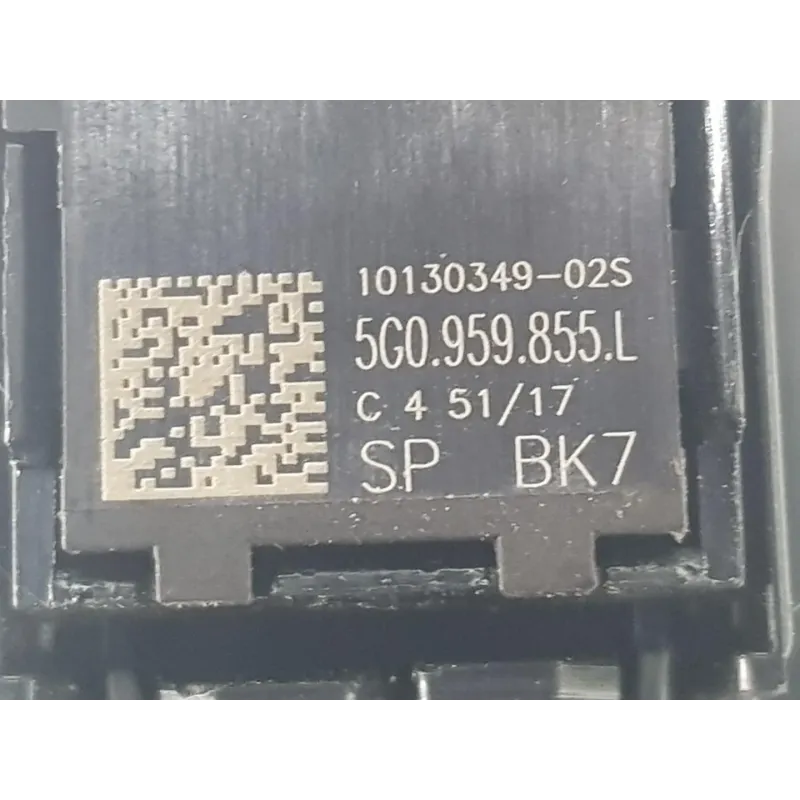 10130349-02S
5G0.959.855.L
C 4 51/17
SP BK7